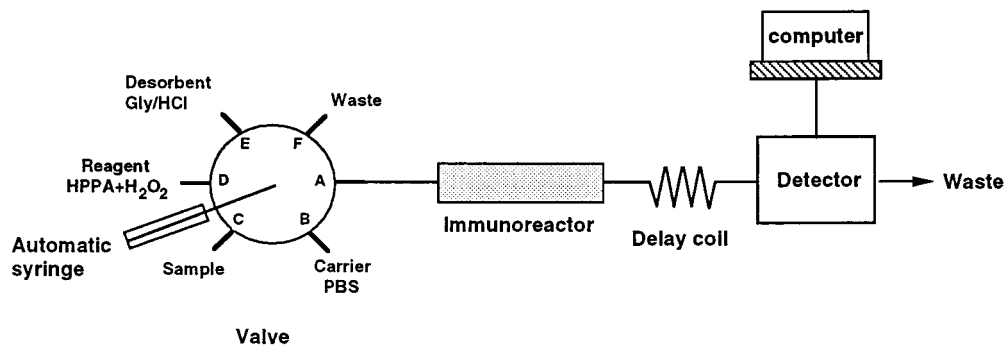 computer
Desorbent
Gly/HCl
Waste
E
F
Reagent
HPPA+H2O2
D
A
Detector
Waste
C
B
Immunoreactor
Delay coil
Automatic
syringe
Sample
Carrier
PBS
Valve